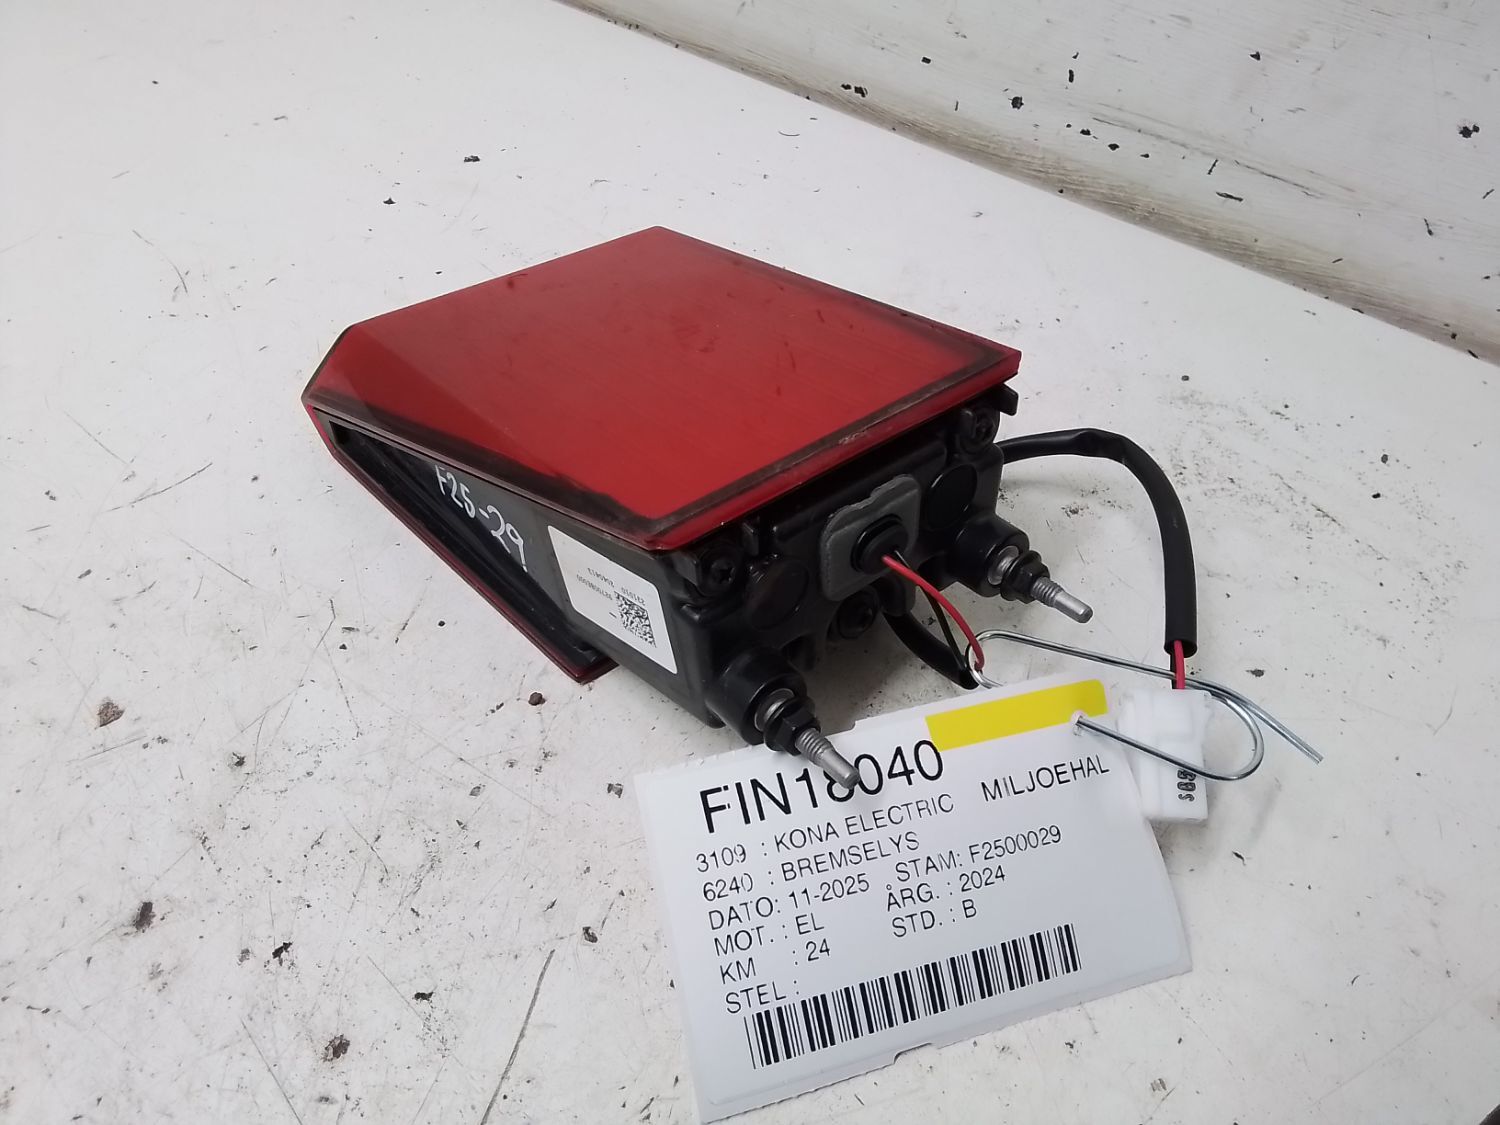 F25-29
FIN18040
MILJOEHAL
3109 : KONA ELECTRIC
6240 : BREMSELYS
DATO: 11-2025 STAM: F2500029
MOT. : EL ÅRG. : 2024
KM : 24 STD. : B
STEL :